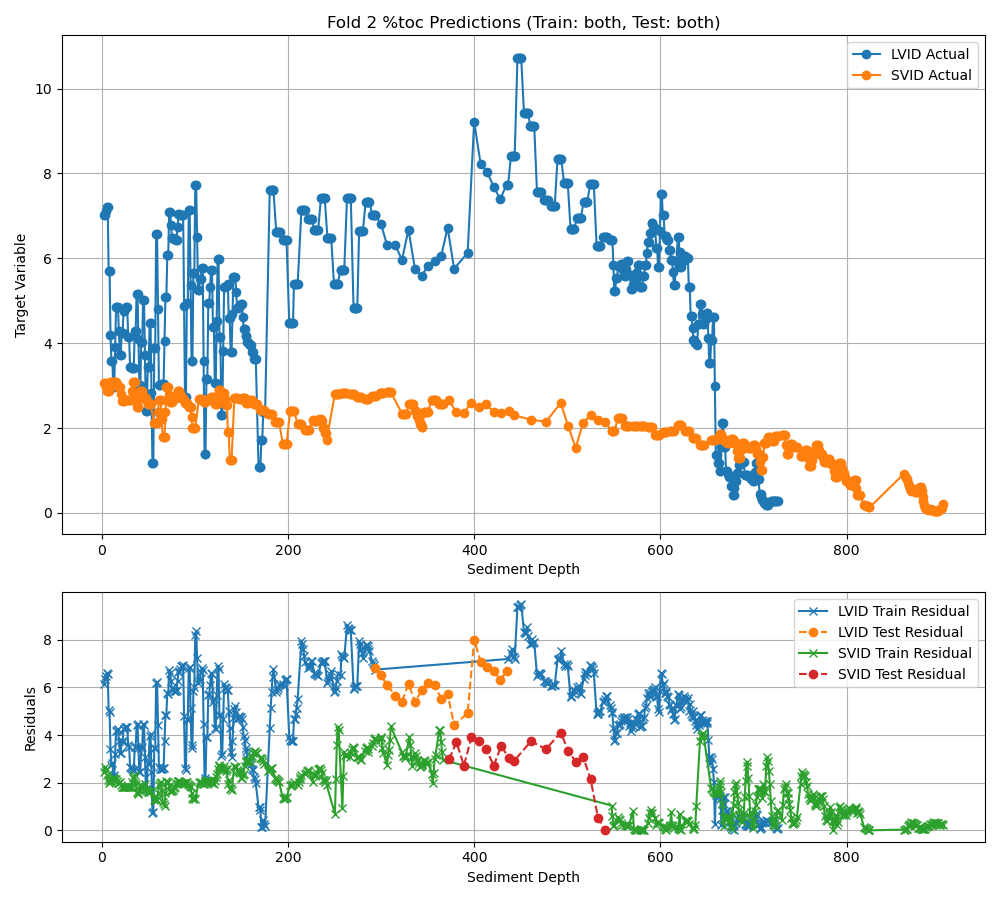 Fold 2 %toc Predictions (Train: both, Test: both)
LVID Actual
SVID Actual
Target Variable
10
8
6
4
2
0
0
200
400
600
800
Sediment Depth
LVID Train Residual
LVID Test Residual
SVID Train Residual
SVID Test Residual
Residuals
8
6
4
2
0
0
200
400
600
800
Sediment Depth